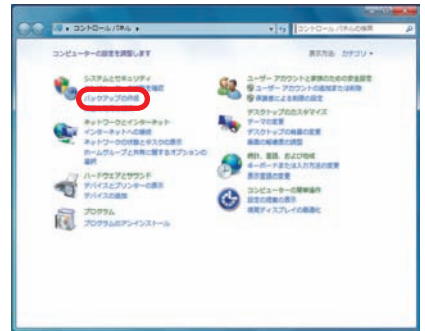 コントロール パネル
コントロール パネルの検索
コンピューターの設定を調整します
表示方法: カテゴリ
システムとセキュリティ
バックアップの作成
ネットワークとインターネット
インターネットへの接続
ネットワークの状態とタスクの表示
ホームグループと共有に関するオプションの
選択
ハードウェアとサウンド
デバイスとプリンターの表示
デバイスの追加
プログラム
プログラムのアンインストール
ユーザー アカウントと家族のための安全設定
ユーザー アカウントの追加または削除
保護者による制限の設定
デスクトップのカスタマイズ
テーマの変更
デスクトップの背景の変更
画面の解像度の調整
時計、言語、および地域
キーボードまたは入力方法の変更
表示言語の変更
コンピューターの簡単操作
設定の提案の表示
視覚ディスプレイの最適化